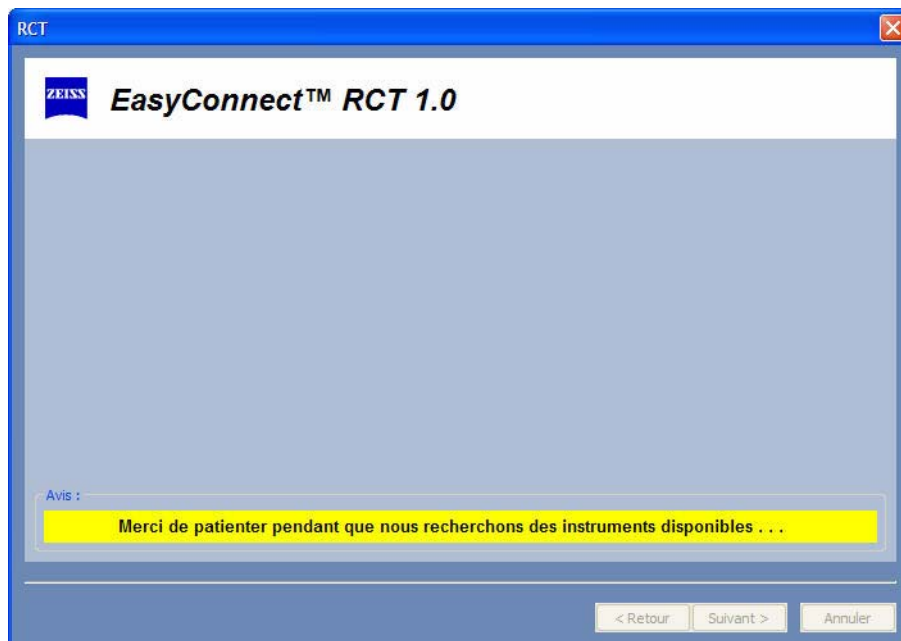 RCT
ZEISS
EasyConnect™ RCT 1.0
Avis :
Merci de patienter pendant que nous recherchons des instruments disponibles . . .
< Retour
Suivant >
Annuler